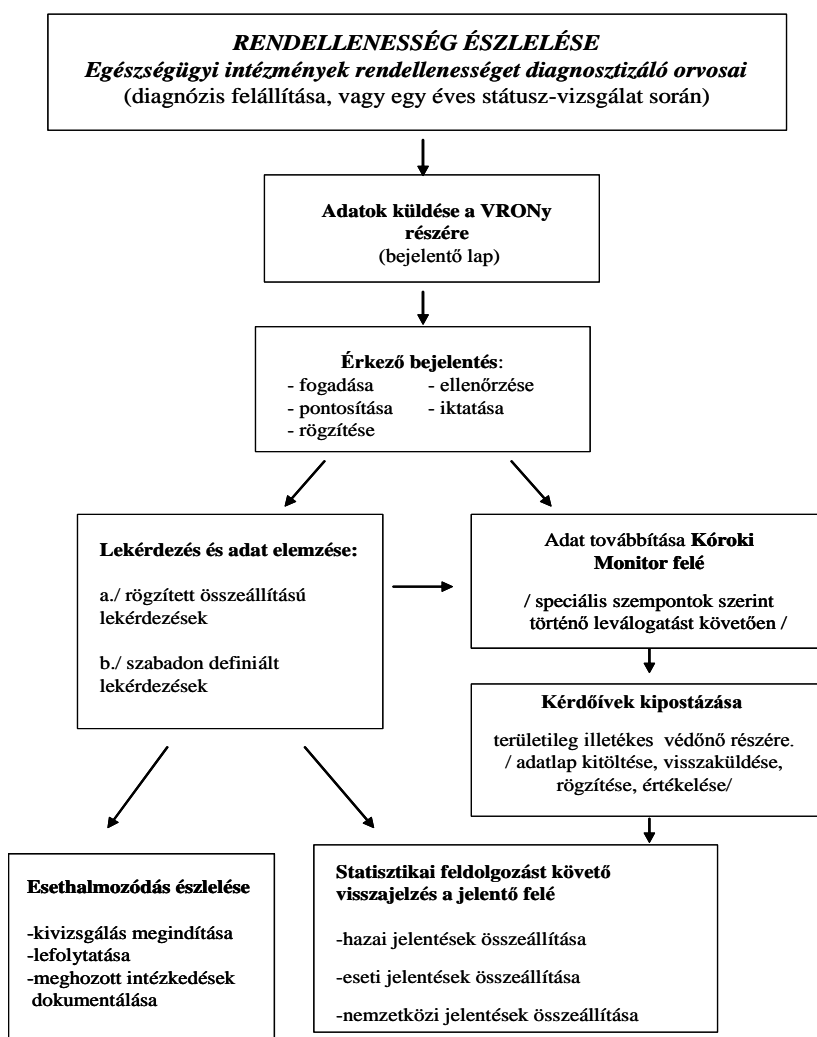 RENDELLENESSÉG ÉSZLELÉSE
Egészségügyi intézmények rendellenességet diagnosztizáló orvosai
(diagnózis felállítása, vagy egy éves státusz-vizsgálat során)
Adatok küldése a VRONy
részére
(bejelentő lap)
Érkező bejelentés:
- fogadása - ellenőrzése
- pontosítása - iktatása
- rögzítése
Lekérdezés és adat elemzése:
a./ rögzített összeállítású
lekérdezések
b./ szabadon definiált
lekérdezések
Adat továbbítása Kóroki
Monitor felé
/ speciális szempontok szerint
történő leválogatást követően /
Kérdőívek kipostázása
területileg illetékes védőnő részére.
/ adatlap kitöltése, visszaküldése,
rögzítése, értékelése/
Esethalmozódás észlelése
-kivizsgálás megindítása
-lefolytatása
-meghozott intézkedések
dokumentálása
Statisztikai feldolgozást követő
visszajelzés a jelentő felé
-hazai jelentések összeállítása
-eseti jelentések összeállítása
-nemzetközi jelentések összeállítása